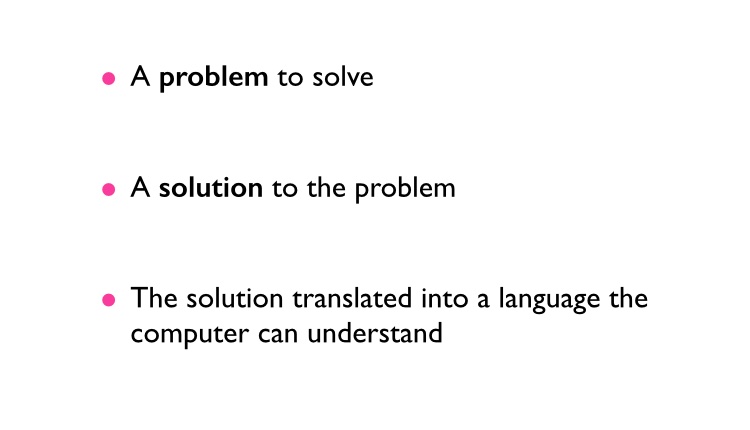 • A problem to solve
• A solution to the problem
• The solution translated into a language the
computer can understand